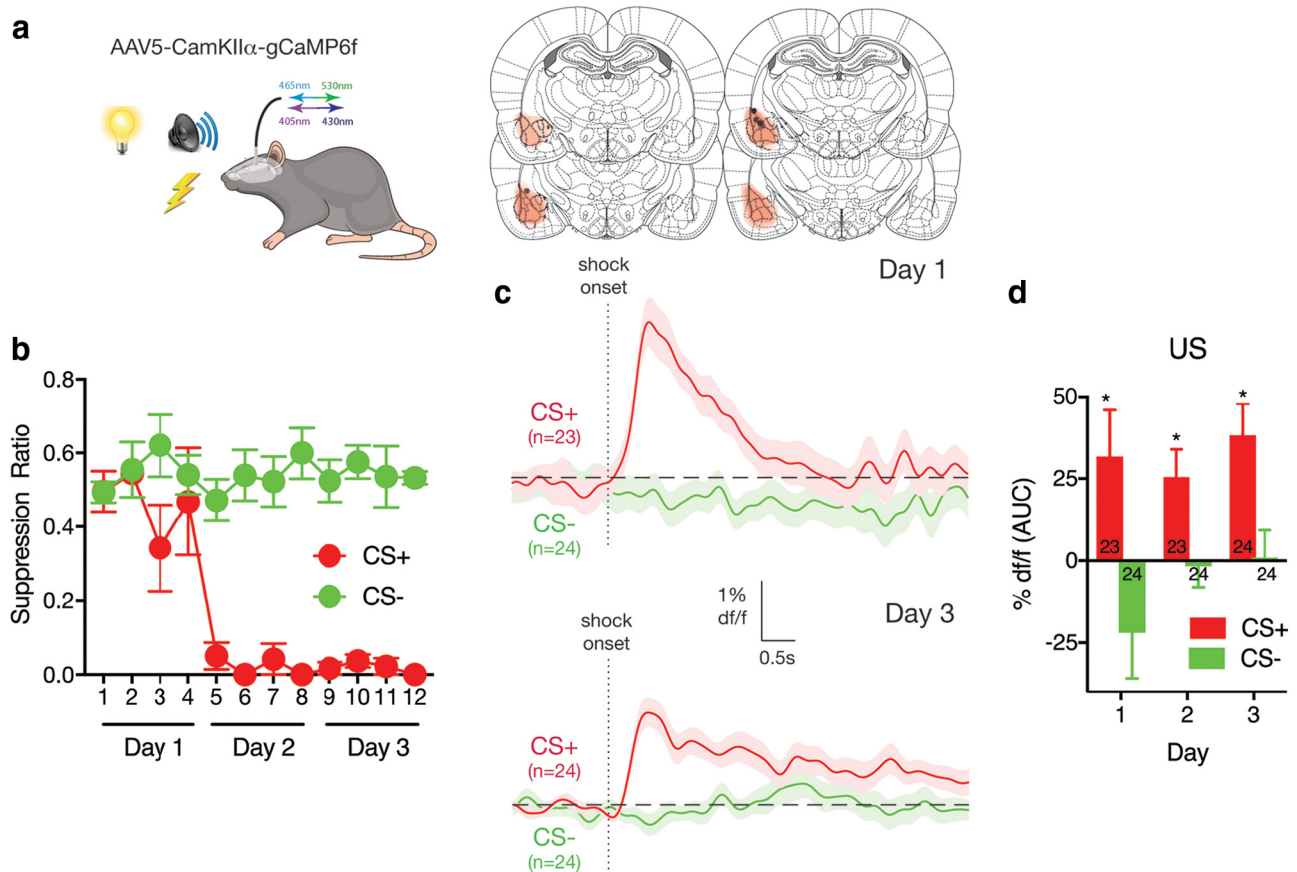 a
AAV5-CamKIIα-gCaMP6f
465nm 530nm
405nm 430nm
b
Suppression Ratio
0.8
0.6
0.4
0.2
0.0
CS+
CS-
1 2 3 4 5 6 7 8 9 10 11 12
Day 1 Day 2 Day 3
c
shock
onset
Day 1
CS+
(n=23)
CS-
(n=24)
1%
df/f
0.5s
Day 3
shock
onset
CS+
(n=24)
CS-
(n=24)
d
US
% df/f (AUC)
50
25
0
-25
* * *
23 23 24
24 24 24
CS+
CS-
1 2 3
Day